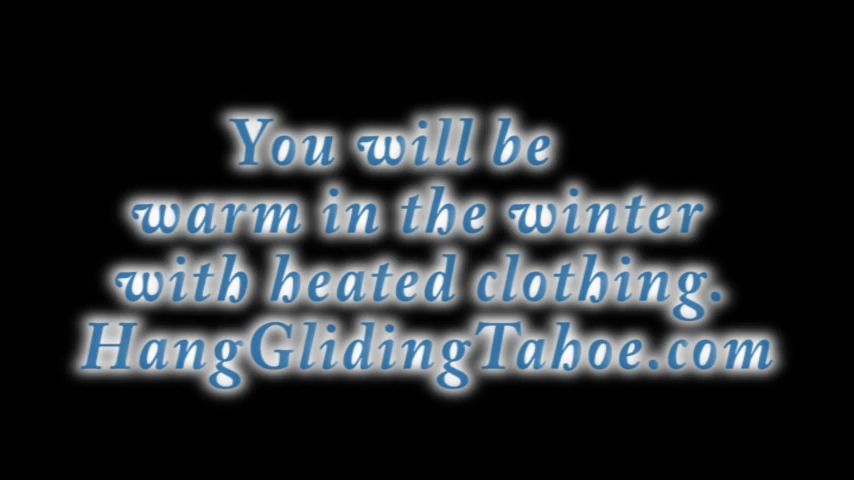 You will be
warm in the winter
with heated clothing.
HangGlidingTahoe.com